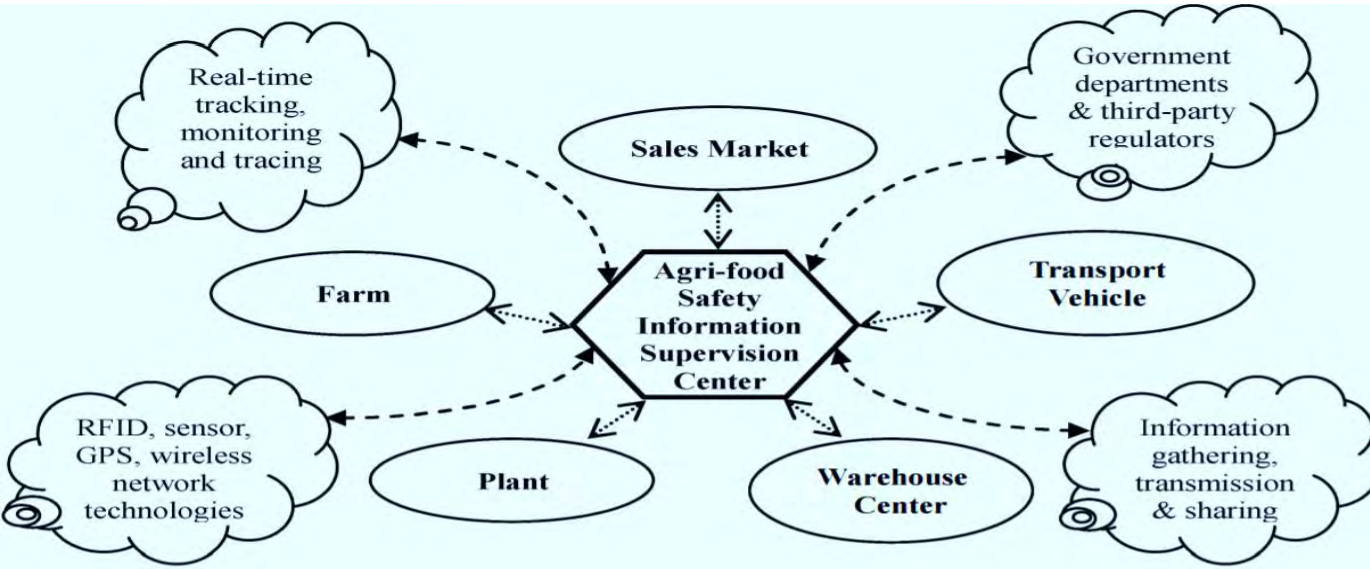 Real-time
tracking,
monitoring
and tracing
Sales Market
Government
departments
& third-party
regulators
Farm
Agri-food
Safety
Information
Supervision
Center
Transport
Vehicle
RFID, sensor,
GPS, wireless
network
technologies
Plant
Warehouse
Center
Information
gathering,
transmission
& sharing